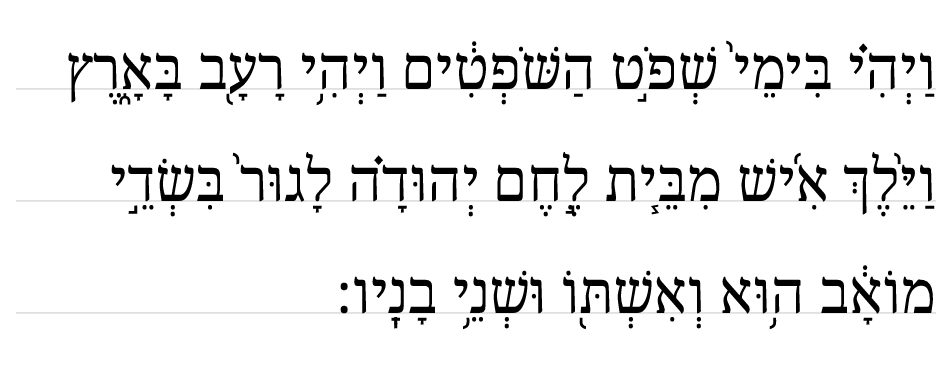 וַיְהִ֗י בִּימֵי֙ שְׁפֹ֣ט הַשֹּׁפְטִ֔ים וַיְהִ֥י רָעָ֖ב בָּאָ֑רֶץ
וַיֵּ֨לֶךְ אִ֜ישׁ מִבֵּ֧ית לֶ֣חֶם יְהוּדָ֗ה לָגוּר֙ בִּשְׂדֵ֣י
מוֹאָ֔ב ה֥וּא וְאִשְׁתּ֖וֹ וּשְׁנֵ֥י בָנָֽיו׃